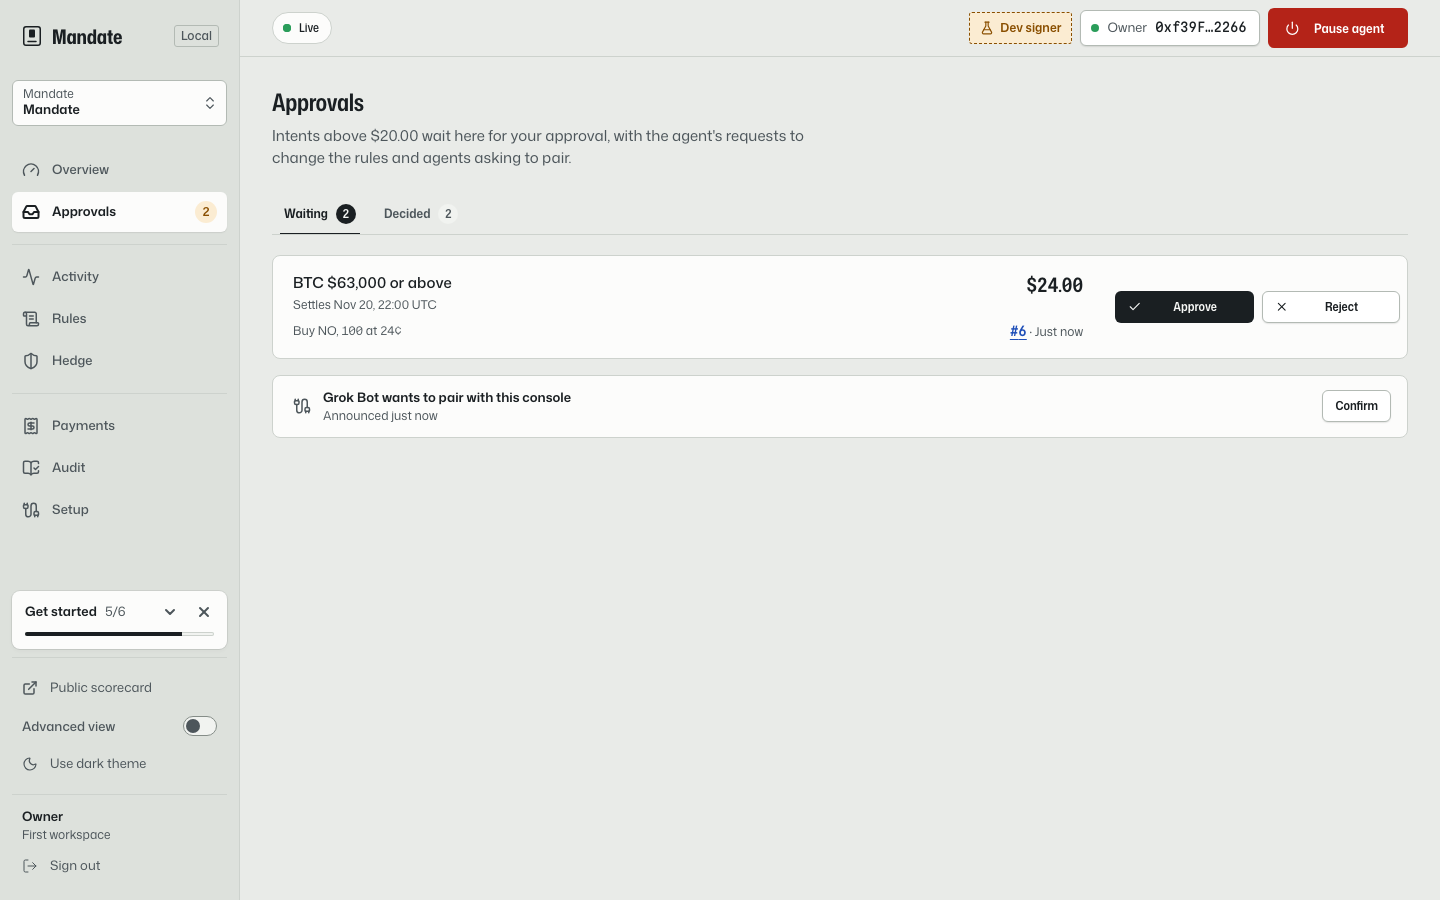 Mandate
Local
Mandate
Mandate
Overview
Approvals
2
Activity
Rules
Hedge
Payments
Audit
Setup
Get started 5/6
Public scorecard
Advanced view
Use dark theme
Owner
First workspace
Sign out
Live
Dev signer
Owner 0xf39F…2266
Pause agent
Approvals
Intents above $20.00 wait here for your approval, with the agent's requests to
change the rules and agents asking to pair.
Waiting 2
Decided 2
BTC $63,000 or above
Settles Nov 20, 22:00 UTC
Buy NO, 100 at 24¢
$24.00
#6 · Just now
Approve
Reject
Grok Bot wants to pair with this console
Announced just now
Confirm